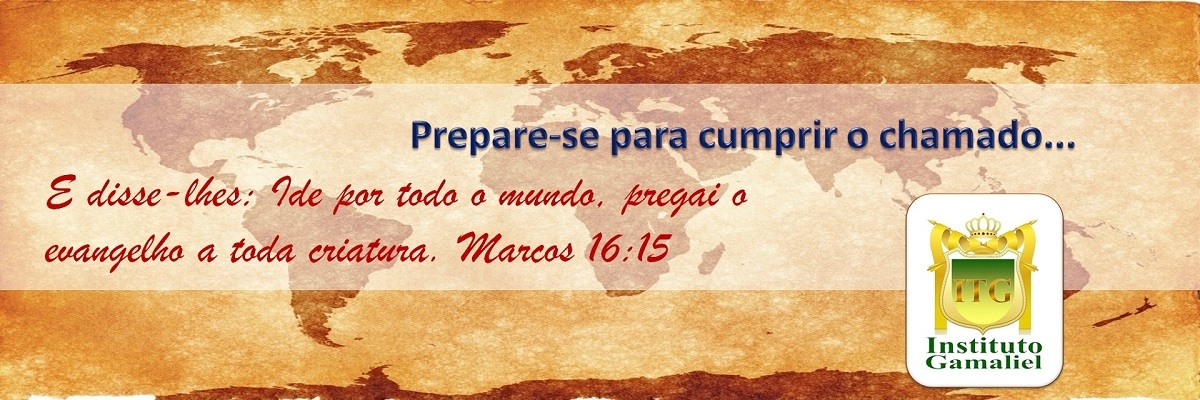 Prepare-se para cumprir o chamado...
E disse-lhes: Ide por todo o mundo, pregai o
evangelho a toda criatura. Marcos 16:15
ITG
Instituto
Gamaliel